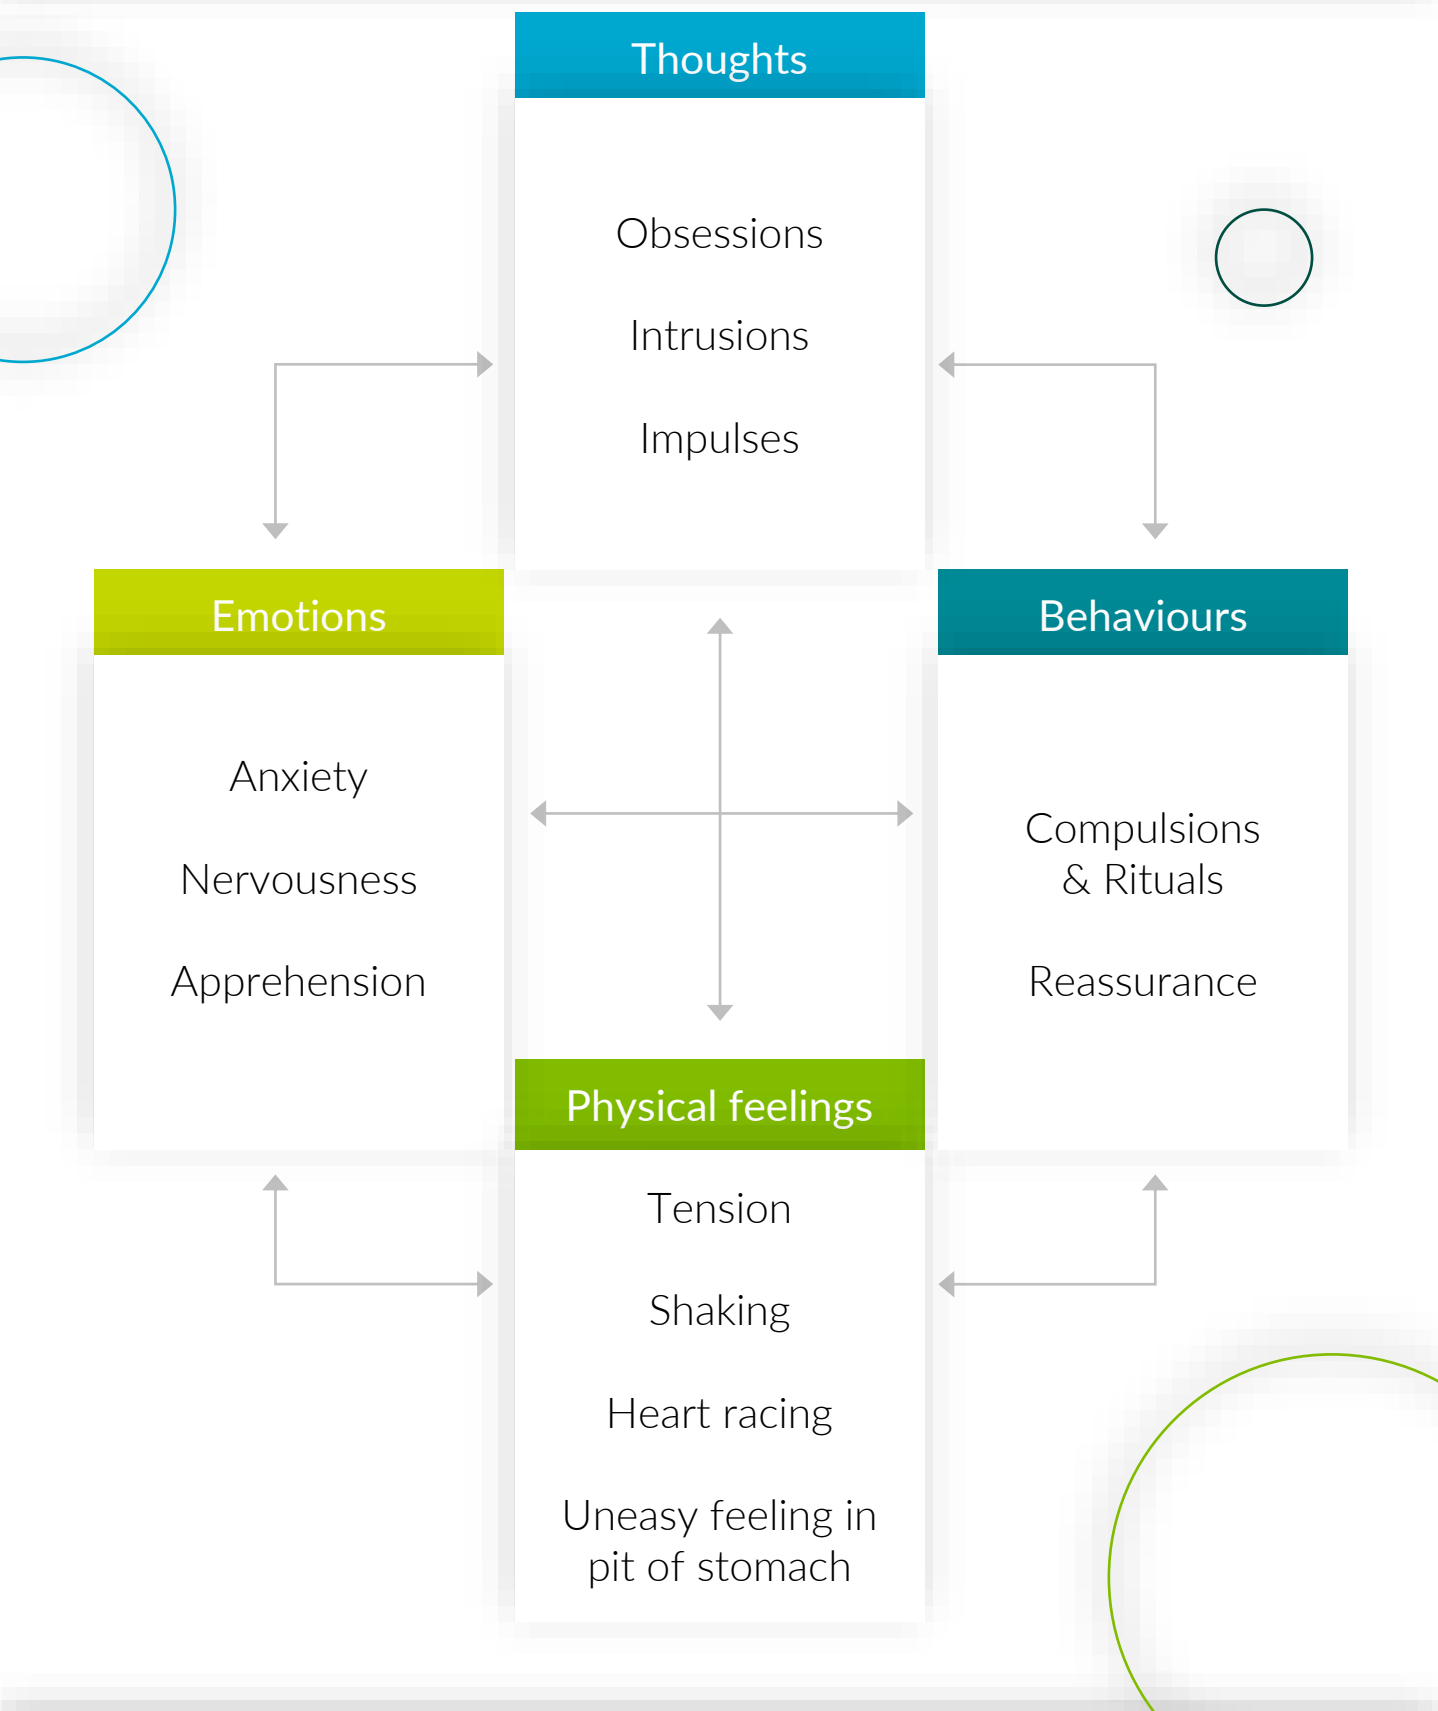 Thoughts
Obsessions
Intrusions
Impulses
Emotions
Anxiety
Nervousness
Apprehension
Behaviours
Compulsions
& Rituals
Reassurance
Physical feelings
Tension
Shaking
Heart racing
Uneasy feeling in
pit of stomach